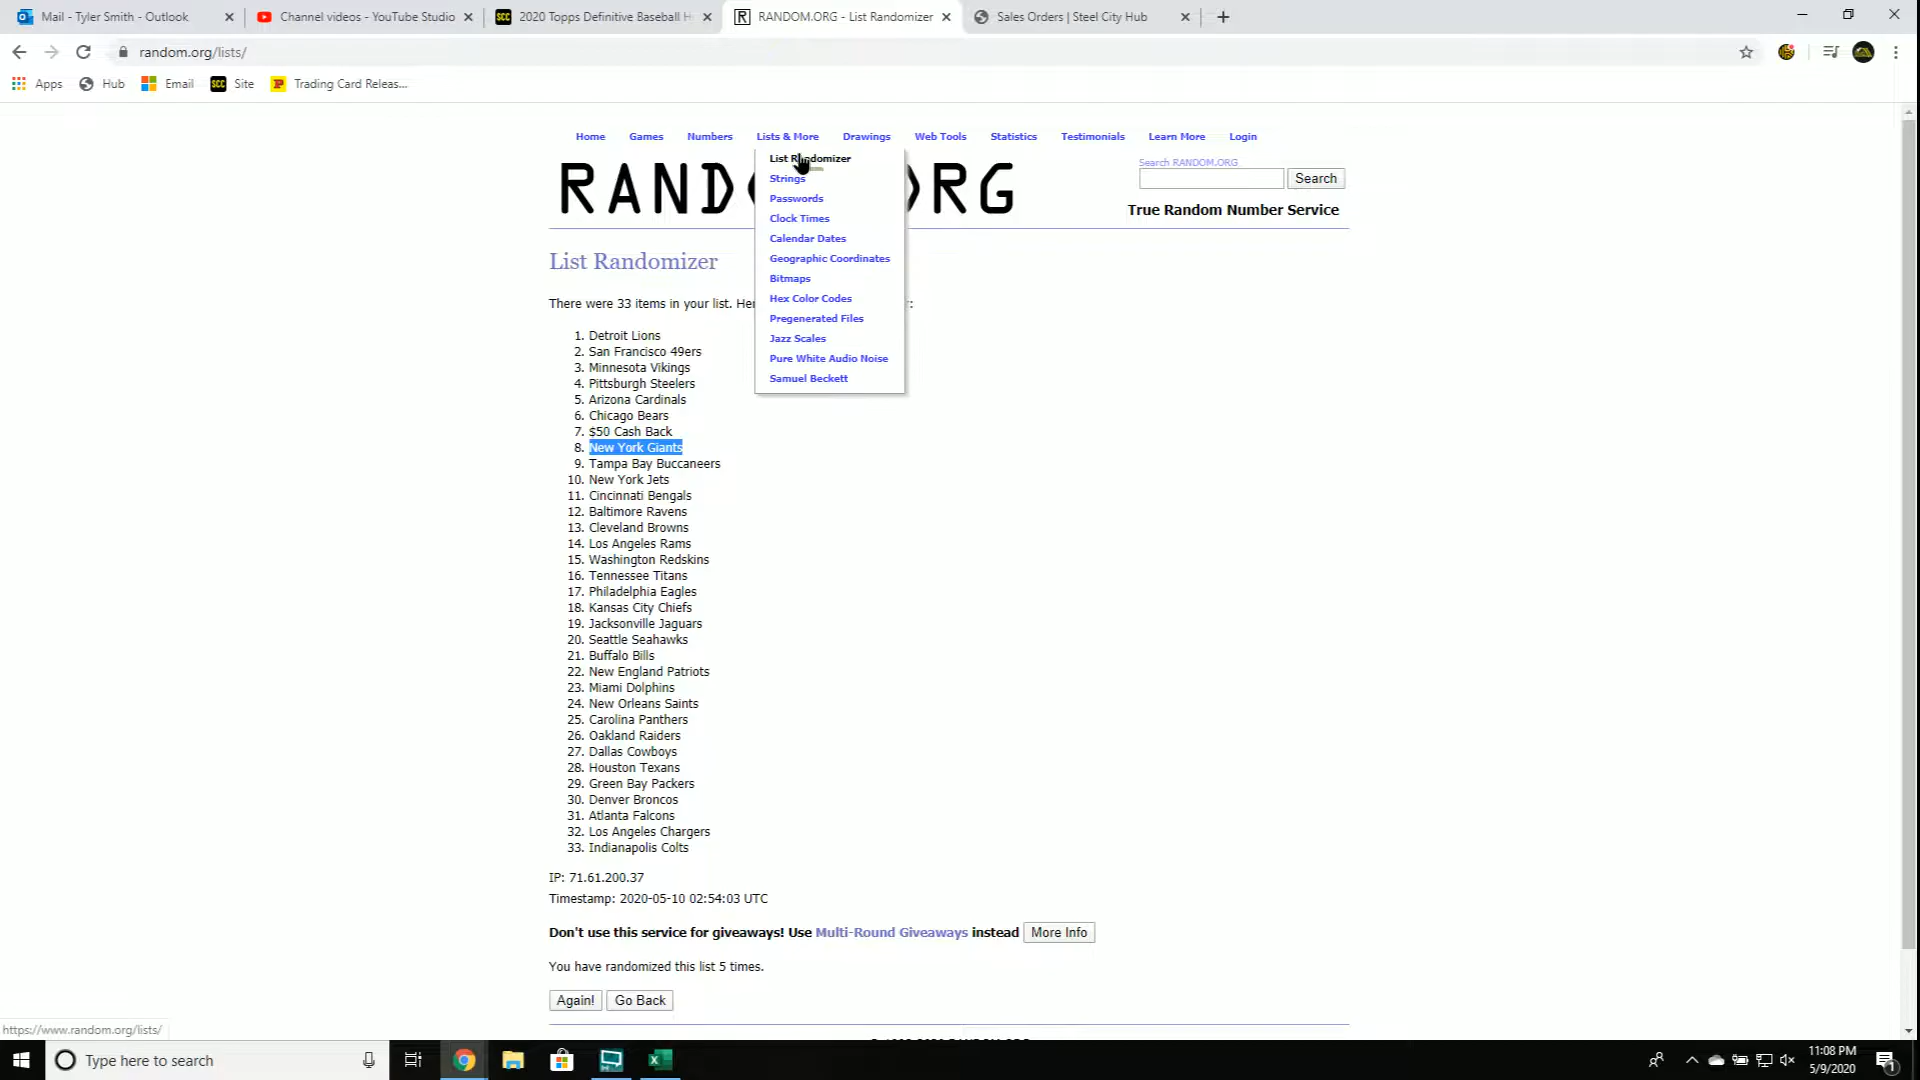 Mail - Tyler Smith - Outlook
Channel videos - YouTube Studio
SCC 2020 Topps Definitive Baseball H
R RANDOM.ORG - List Randomizer
Sales Orders | Steel City Hub
random.org/lists/
Apps
Hub
Email
SCC Site
Trading Card Releas...
Home
Games
Numbers
Lists & More
Drawings
Web Tools
Statistics
Testimonials
Learn More
Login
List Randomizer
Strings
Passwords
Clock Times
Calendar Dates
Geographic Coordinates
Bitmaps
Hex Color Codes
Pregenerated Files
Jazz Scales
Pure White Audio Noise
Samuel Beckett
Search RANDOM.ORG
Search
True Random Number Service
List Randomizer
There were 33 items in your list.
1. Detroit Lions
2. San Francisco 49ers
3. Minnesota Vikings
4. Pittsburgh Steelers
5. Arizona Cardinals
6. Chicago Bears
7. $50 Cash Back
8. New York Giants
9. Tampa Bay Buccaneers
10. New York Jets
11. Cincinnati Bengals
12. Baltimore Ravens
13. Cleveland Browns
14. Los Angeles Rams
15. Washington Redskins
16. Tennessee Titans
17. Philadelphia Eagles
18. Kansas City Chiefs
19. Jacksonville Jaguars
20. Seattle Seahawks
21. Buffalo Bills
22. New England Patriots
23. Miami Dolphins
24. New Orleans Saints
25. Carolina Panthers
26. Oakland Raiders
27. Dallas Cowboys
28. Houston Texans
29. Green Bay Packers
30. Denver Broncos
31. Atlanta Falcons
32. Los Angeles Chargers
33. Indianapolis Colts
IP: 71.61.200.37
Timestamp: 2020-05-10 02:54:03 UTC
Don't use this service for giveaways! Use Multi-Round Giveaways instead More Info
You have randomized this list 5 times.
Again! Go Back
https://www.random.org/lists/
Type here to search
11:08 PM
5/9/2020
1